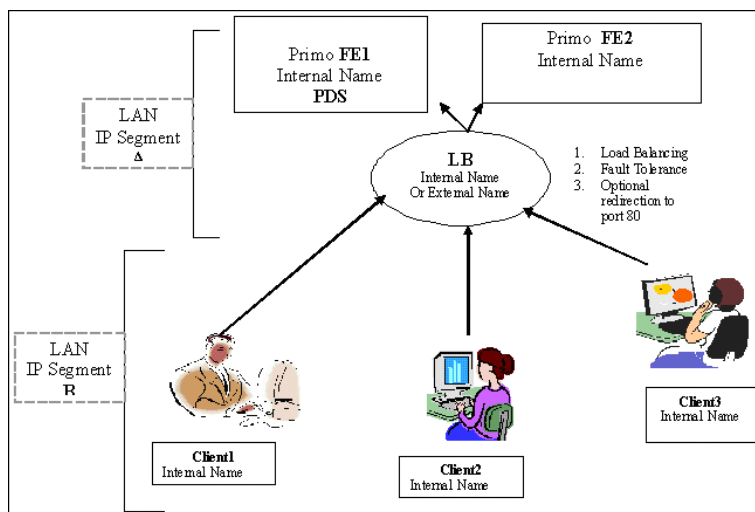 Primo FE1
Internal Name
PDS
Primo FE2
Internal Name
LAN
IP Segment
A
LB
Internal Name
Or External Name
1. Load Balancing
2. Fault Tolerance
3. Optional
redirection to
port 80
LAN
IP Segment
B
Client1
Internal Name
Client2
Internal Name
Client3
Internal Name